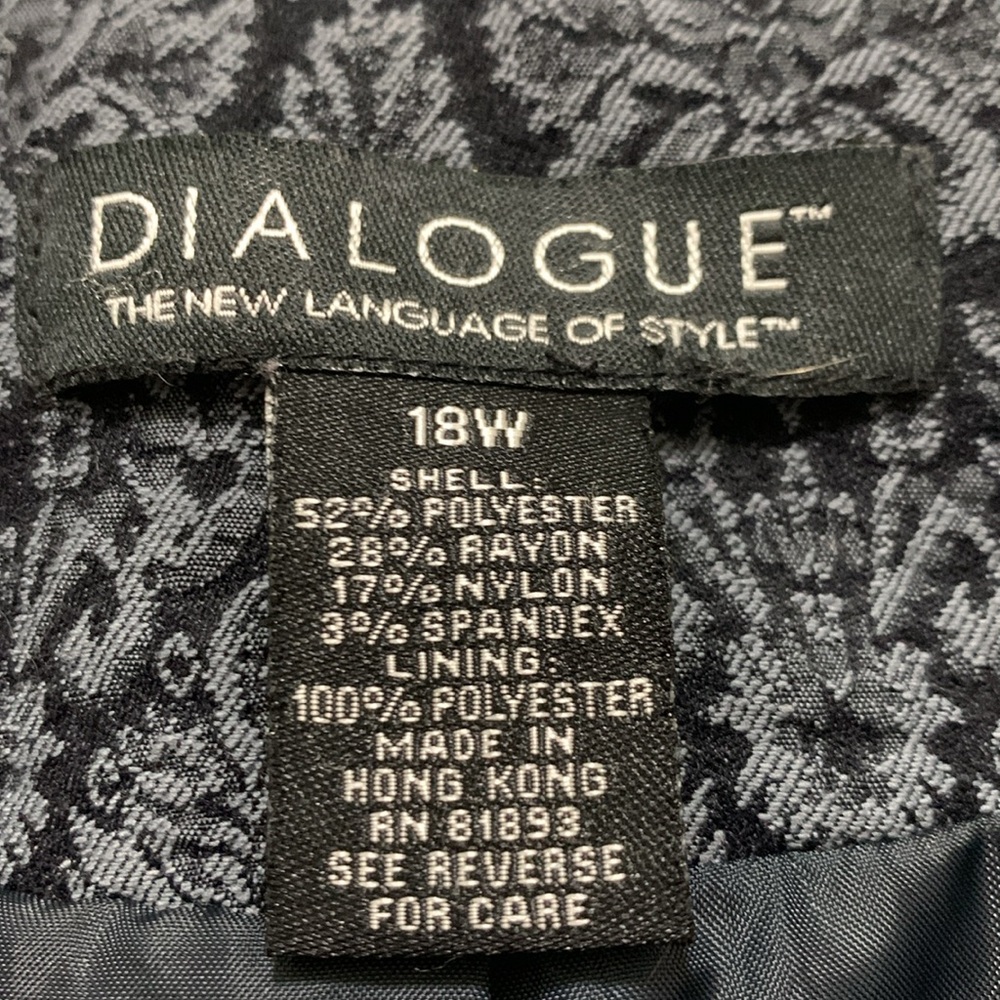 DIALOGUE™
THE NEW LANGUAGE OF STYLE™
18W
SHELL:
52% POLYESTER
28% RAYON
17% NYLON
3% SPANDEX
LINING:
100% POLYESTER
MADE IN
HONG KONG
RN 81893
SEE REVERSE
FOR CARE